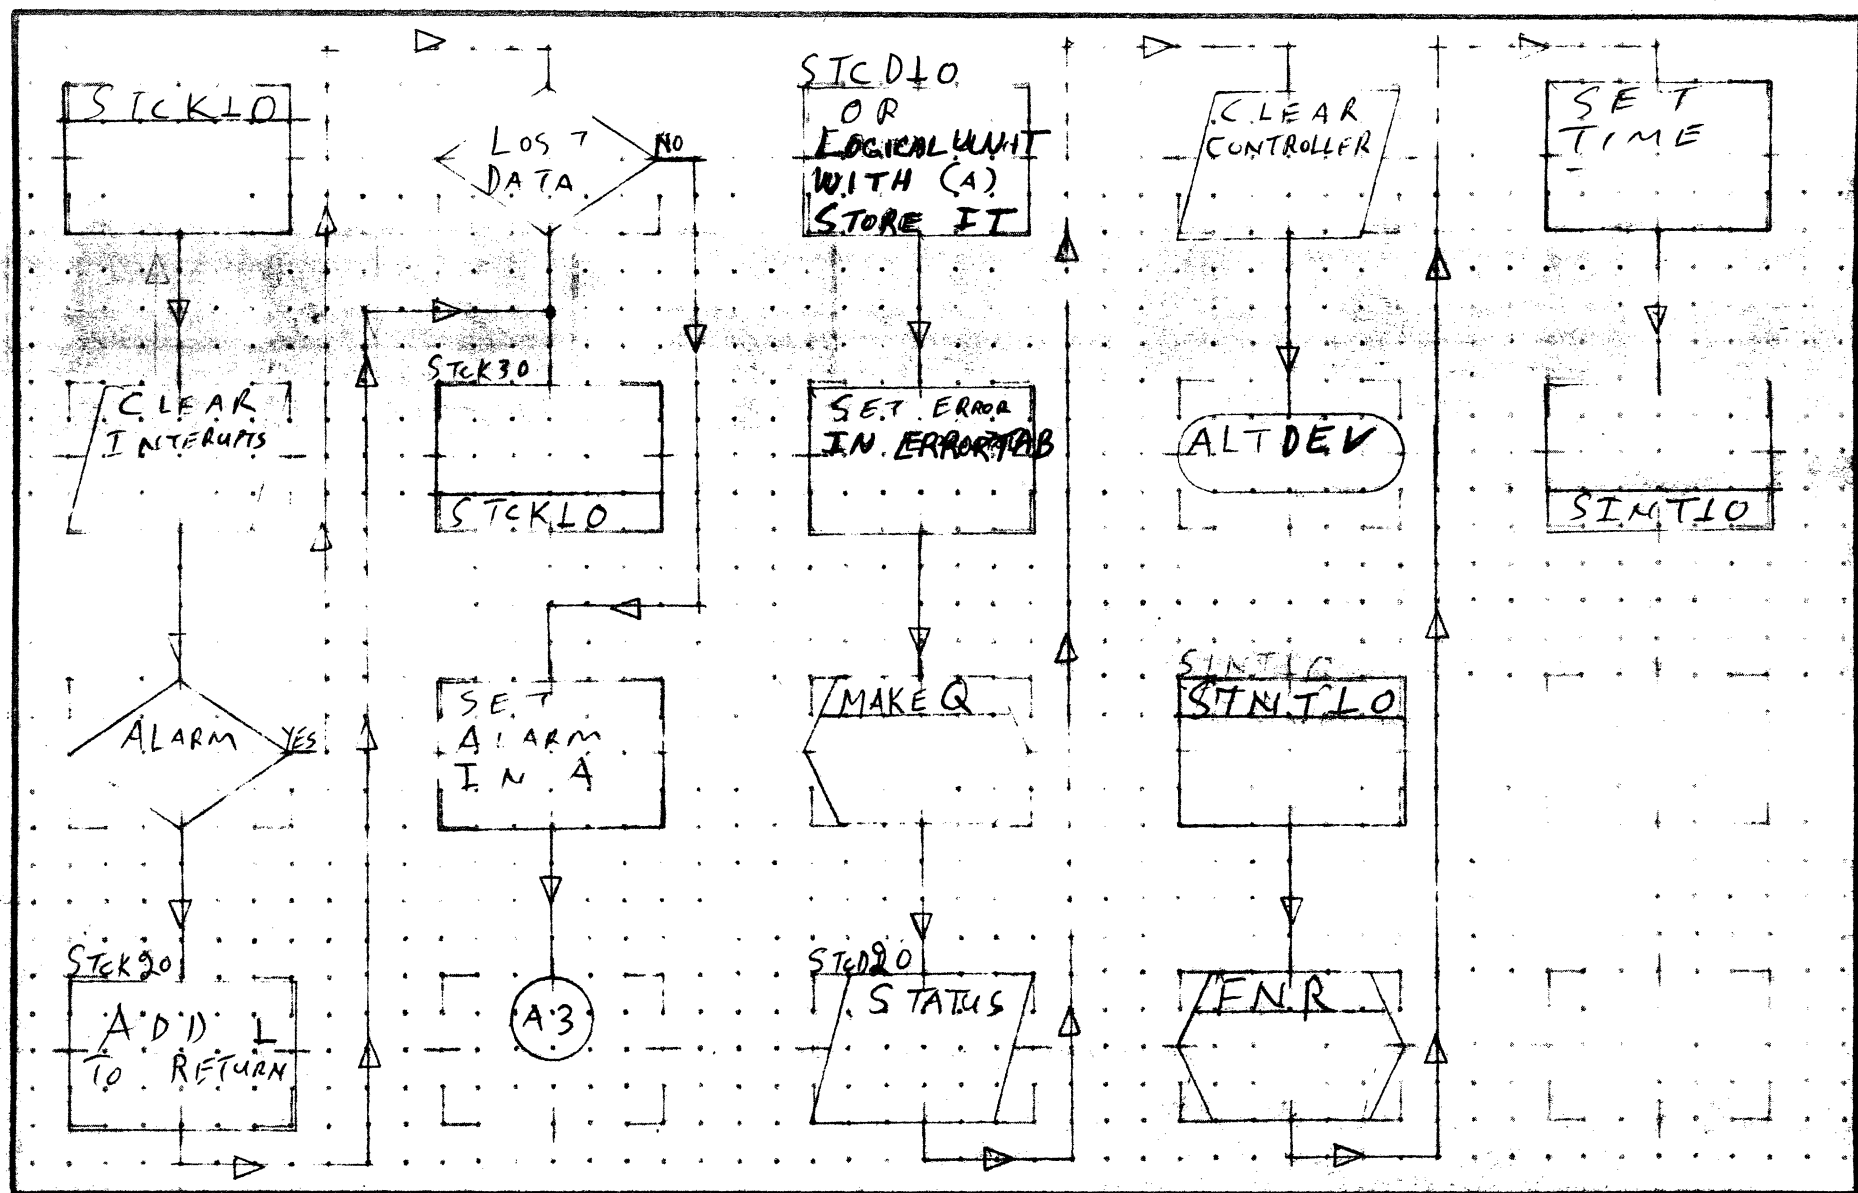 STCK10
CLEAR
INTERUPTS
ALARM
YES
STCK20
ADD 1
TO RETURN
LOST
DATA
NO
STCK30
STCK10
SET
ALARM
IN A
A3
STCD10
OR
LOGICAL UNIT
WITH (A)
STORE IT
SET ERROR
IN ERRORTAB
MAKE Q
STCD20
STATUS
CLEAR
CONTROLLER
ALTDEV
SINT10
SINT10
FNR
SET
TIME
SINT10